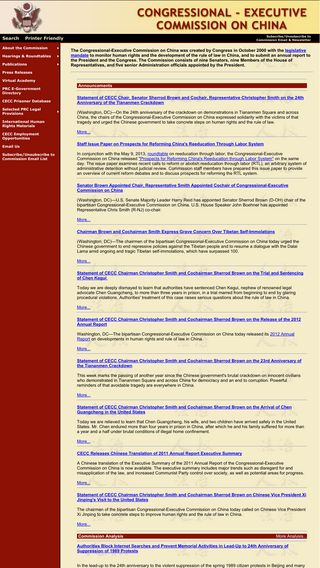 CONGRESSIONAL - EXECUTIVE
COMMISSION ON CHINA
Search Printer Friendly
Subscribe/Unsubscribe to
Commission Email & Newsletter
About the Commission
Hearings & Roundtables
Publications
Press Releases
Virtual Academy
PRC E-Government
Directory
CECC Prisoner Database
Selected PRC Legal
Provisions
International Human
Rights Materials
CECC Employment
Opportunities
Email Us
Subscribe/Unsubscribe to
Commission Email List
The Congressional-Executive Commission on China was created by Congress in October 2000 with the legislative
mandate to monitor human rights and the development of the rule of law in China, and to submit an annual report to
the President and the Congress. The Commission consists of nine Senators, nine Members of the House of
Representatives, and five senior Administration officials appointed by the President.
Announcements
Statement of CECC Chair, Senator Sherrod Brown and Cochair, Representative Christopher Smith on the 24th
Anniversary of the Tiananmen Crackdown
(Washington, DC)—On the 24th anniversary of the crackdown on demonstrations in Tiananmen Square and across
China, the chairs of the Congressional-Executive Commission on China expressed solidarity with the victims of that
tragedy and urged the Chinese government to take concrete steps on human rights and the rule of law.
More...
Staff Issue Paper on Prospects for Reforming China's Reeducation Through Labor System
In conjunction with the May 9, 2013, roundtable on reeducation through labor, the Congressional-Executive
Commission on China released "Prospects for Reforming China's Reeducation Through Labor System" on the same
day. The issue paper examines recent calls to reform or abolish reeducation through labor (RTL), an arbitrary system of
administrative detention without judicial review. Commission staff members have prepared this issue paper to provide
an overview of current reform debates and to discuss prospects for reforming the RTL system.
Senator Brown Appointed Chair, Representative Smith Appointed Cochair of Congressional-Executive
Commission on China
(Washington, DC)—U.S. Senate Majority Leader Harry Reid has appointed Senator Sherrod Brown (D-OH) chair of the
bipartisan Congressional-Executive Commission on China. U.S. House Speaker John Boehner has appointed
Representative Chris Smith (R-NJ) co-chair.
More...
Chairman Brown and Cochairman Smith Express Grave Concern Over Tibetan Self-Immolations
(Washington, DC)—The chairmen of the bipartisan Congressional-Executive Commission on China today urged the
Chinese government to end repressive policies against the Tibetan people and to resume a dialogue with the Dalai
Lama amid ongoing and tragic Tibetan self-immolations, which have surpassed 100.
More...
Statement of CECC Chairman Christopher Smith and Cochairman Sherrod Brown on the Trial and Sentencing
of Chen Kegui
Today we are deeply dismayed to learn that authorities have sentenced Chen Kegui, nephew of renowned legal
advocate Chen Guangcheng, to more than three years in prison, in a trial marred from beginning to end by glaring
procedural violations. Authorities' treatment of this case raises serious questions about the rule of law in China.
More...
Statement of CECC Chairman Christopher Smith and Cochairman Sherrod Brown on the Release of the 2012
Annual Report
Washington, DC—The bipartisan Congressional-Executive Commission on China today released its 2012 Annual
Report on developments in human rights and rule of law in China.
More...
Statement of CECC Chairman Christopher Smith and Cochairman Sherrod Brown on the 23rd Anniversary of
the Tiananmen Crackdown
This week marks the passing of another year since the Chinese government's brutal crackdown on innocent civilians
who demonstrated in Tiananmen Square and across China for democracy and an end to corruption. Powerful
reminders of that avoidable tragedy are everywhere in China.
More...
Statement of CECC Chairman Christopher Smith and Cochairman Sherrod Brown on the Arrival of Chen
Guangcheng in the United States
Today we are relieved to learn that Chen Guangcheng, his wife, and two children have arrived safely in the United
States. Mr. Chen endured more than four years in prison in China, after which he and his family suffered for more than
a year and a half under brutal conditions of illegal home confinement.
More...
CECC Releases Chinese Translation of 2011 Annual Report Executive Summary
A Chinese translation of the Executive Summary of the 2011 Annual Report of the Congressional-Executive
Commission on China is now available. The executive summary includes major trends such as disregard for and
misapplication of the law, and increased Communist Party control over society, as well as potential areas for progress.
More...
Statement of CECC Chairman Christopher Smith and Cochairman Sherrod Brown on Chinese Vice President Xi
Jinping's Visit to the United States
The chairmen of the bipartisan Congressional-Executive Commission on China today called on Chinese Vice President
Xi Jinping to take concrete steps to improve human rights and the rule of law in China.
More...
Commission Analysis
More Analysis...
Authorities Block Internet Searches and Prevent Memorial Activities in Lead-Up to 24th Anniversary of
Suppression of 1989 Protests
In the lead-up to the 24th anniversary to the violent suppression of the spring 1989 citizen protests in Beijing and many